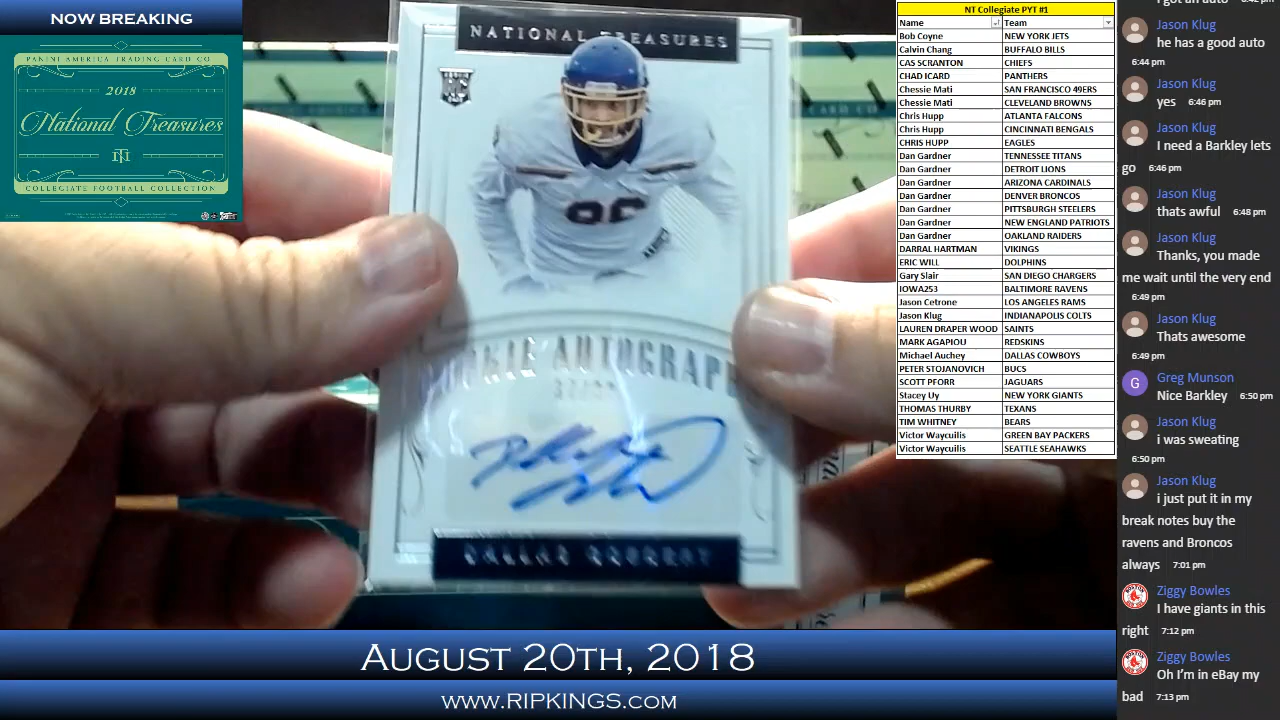 NOW BREAKING
PANINI AMERICA TRADING CARD CO
2018
National Treasures
NT
COLLEGIATE FOOTBALL COLLECTION
NATIONAL TREASURES
86
ROOKIE AUTOGRAPH
DALLAS GOEDERT
NT Collegiate PYT #1
Name Team
Bob Coyne NEW YORK JETS
Calvin Chang BUFFALO BILLS
CAS SCRANTON CHIEFS
CHAD ICARD PANTHERS
Chessie Mati SAN FRANCISCO 49ERS
Chessie Mati CLEVELAND BROWNS
Chris Hupp ATLANTA FALCONS
Chris Hupp CINCINNATI BENGALS
CHRIS HUPP EAGLES
Dan Gardner TENNESSEE TITANS
Dan Gardner DETROIT LIONS
Dan Gardner ARIZONA CARDINALS
Dan Gardner DENVER BRONCOS
Dan Gardner PITTSBURGH STEELERS
Dan Gardner NEW ENGLAND PATRIOTS
Dan Gardner OAKLAND RAIDERS
DARRAL HARTMAN VIKINGS
ERIC WILL DOLPHINS
Gary Slair SAN DIEGO CHARGERS
IOWA253 BALTIMORE RAVENS
Jason Cetrone LOS ANGELES RAMS
Jason Klug INDIANAPOLIS COLTS
LAUREN DRAPER WOOD SAINTS
MARK AGAPIOU REDSKINS
Michael Auchey DALLAS COWBOYS
PETER STOJANOVICH BUCS
SCOTT PFORR JAGUARS
Stacey Uy NEW YORK GIANTS
THOMAS THURBY TEXANS
TIM WHITNEY BEARS
Victor Waycuilis GREEN BAY PACKERS
Victor Waycuilis SEATTLE SEAHAWKS
Jason Klug
he has a good auto
6:44 pm
Jason Klug
yes 6:46 pm
Jason Klug
I need a Barkley lets
go 6:46 pm
Jason Klug
thats awful 6:48 pm
Jason Klug
Thanks, you made
me wait until the very end
6:49 pm
Jason Klug
Thats awesome
6:49 pm
G Greg Munson
Nice Barkley 6:50 pm
Jason Klug
i was sweating
6:50 pm
Jason Klug
i just put it in my
break notes buy the
ravens and Broncos
always 7:01 pm
Ziggy Bowles
I have giants in this
right 7:12 pm
Ziggy Bowles
Oh I'm in eBay my
bad 7:13 pm
AUGUST 20TH, 2018
WWW.RIPKINGS.COM